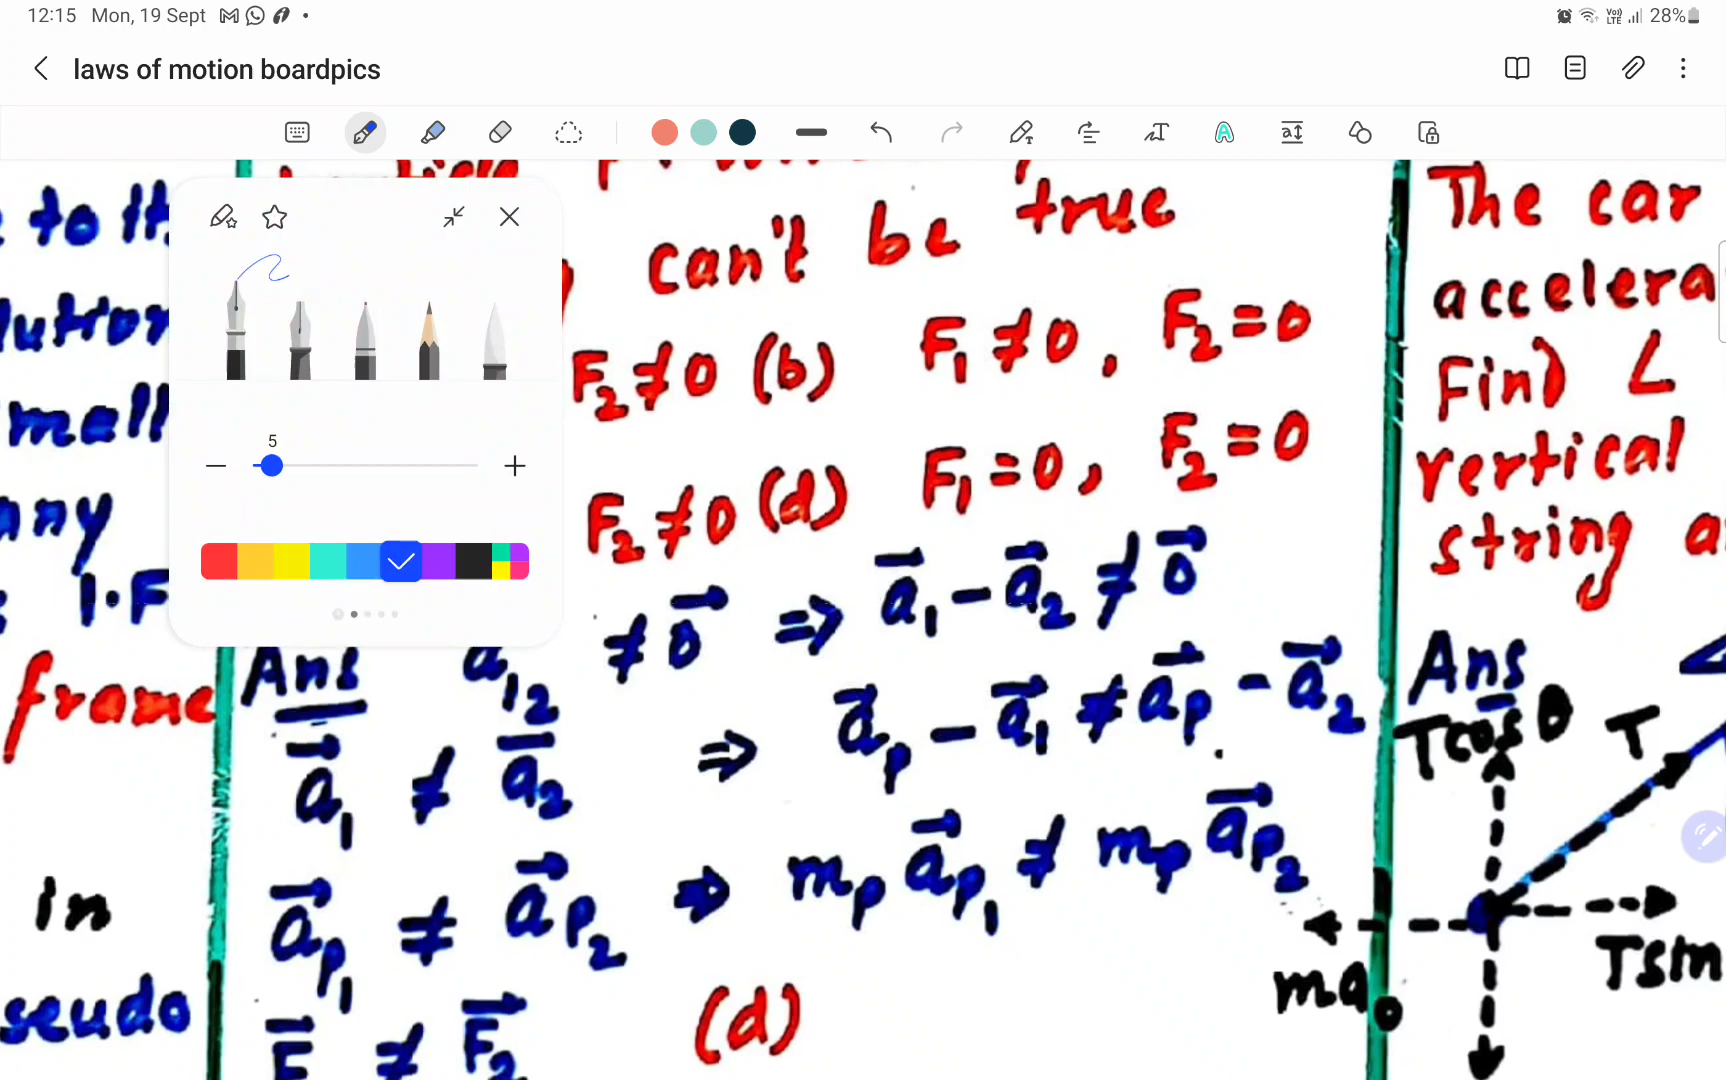 12:15 Mon, 19 Sept
28%
laws of motion boardpics
5
to th
mall
any
I.F
frame
in
seudo
can't be true
F₂≠0 (b) F₁≠0, F₂=0
F₂≠0 (d) F₁=0, F₂=0
≠ 0⃗ ⇒ a⃗₁ - a⃗₂ ≠ 0⃗
Ans a₁₂
⇒ a⃗p - a⃗₁ ≠ a⃗p - a⃗₂
a⃗₁ ≠ a⃗₂
a⃗p₁ ≠ a⃗p₂ ⇒ mp a⃗p₁ ≠ mp a⃗p₂
F ≠ F⃗₂ (d)
The car
accelera
Find ∠
vertical
string a
Ans
Tcosθ T
Tsin
ma₀